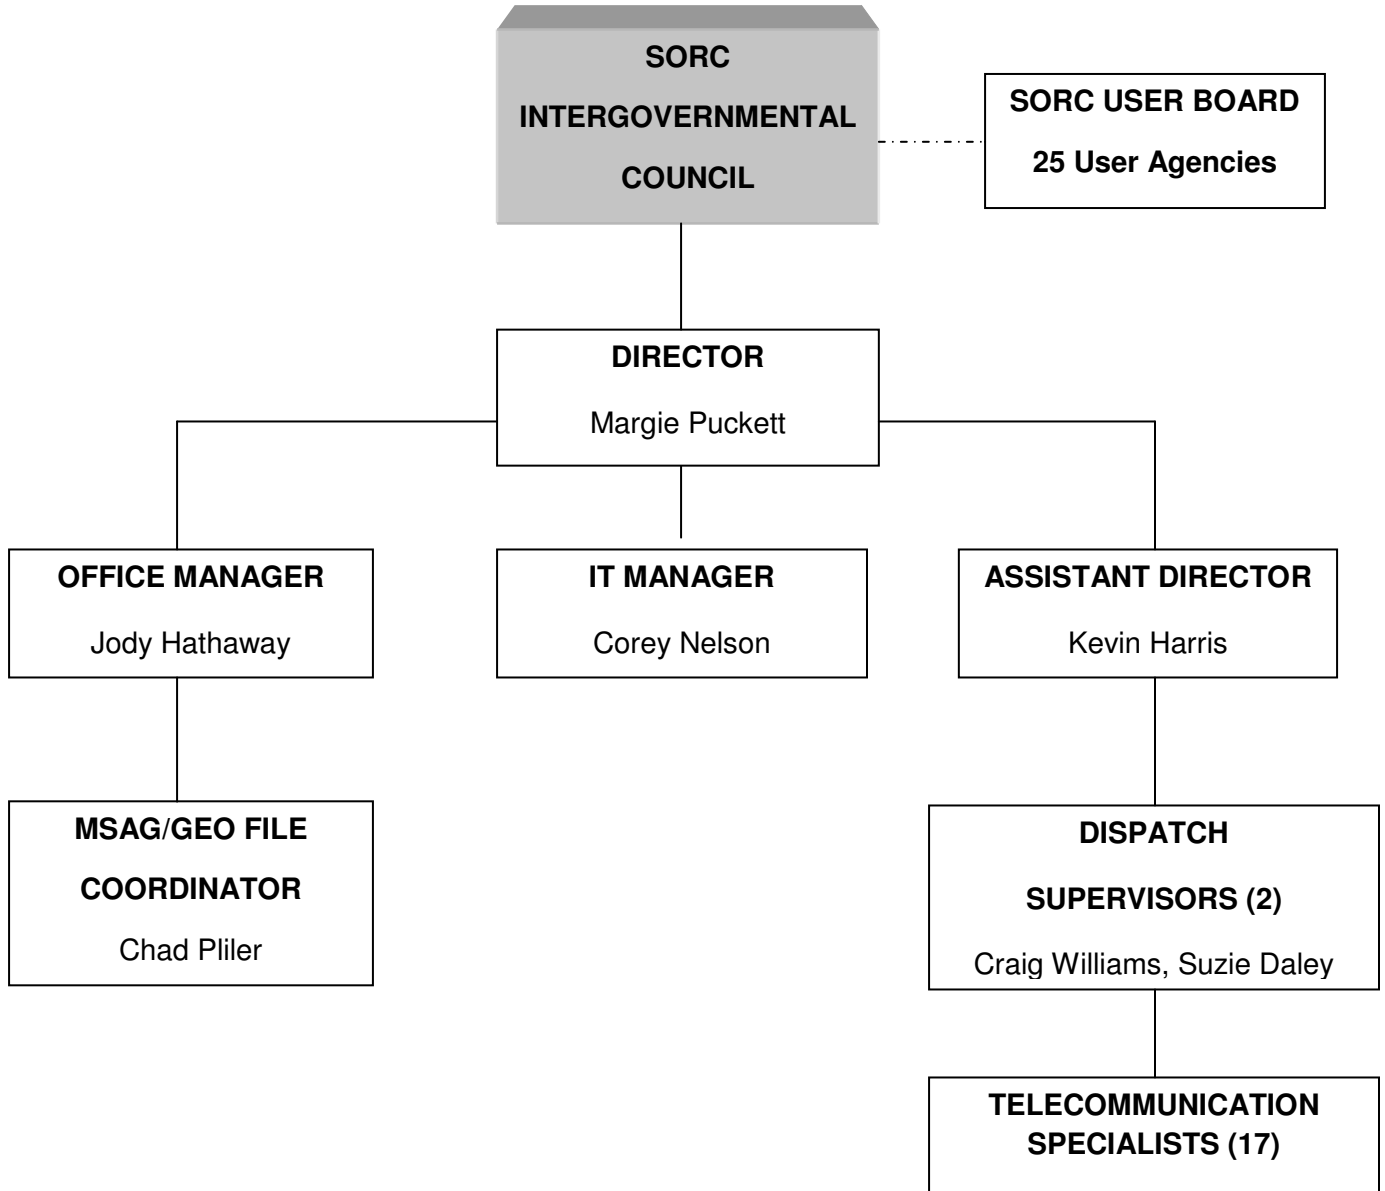 SORC
INTERGOVERNMENTAL
COUNCIL
SORC USER BOARD
25 User Agencies
DIRECTOR
Margie Puckett
OFFICE MANAGER
Jody Hathaway
IT MANAGER
Corey Nelson
ASSISTANT DIRECTOR
Kevin Harris
MSAG/GEO FILE
COORDINATOR
Chad Pliler
DISPATCH
SUPERVISORS (2)
Craig Williams, Suzie Daley
TELECOMMUNICATION
SPECIALISTS (17)